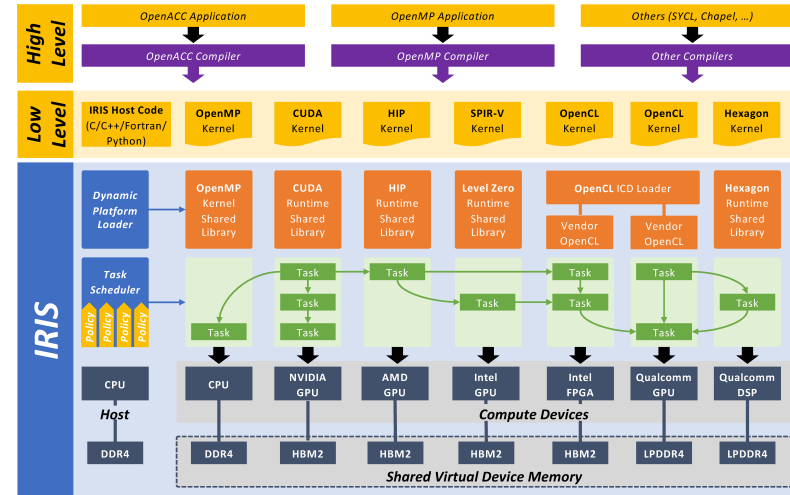 High
Level
OpenACC Application
OpenMP Application
Others (SYCL, Chapel, …)
OpenACC Compiler
OpenMP Compiler
Other Compilers
Low
Level
IRIS Host Code
(C/C++/Fortran/
Python)
OpenMP
Kernel
CUDA
Kernel
HIP
Kernel
SPIR-V
Kernel
OpenCL
Kernel
OpenCL
Kernel
Hexagon
Kernel
IRIS
Dynamic
Platform
Loader
OpenMP
Kernel
Shared
Library
CUDA
Runtime
Shared
Library
HIP
Runtime
Shared
Library
Level Zero
Runtime
Shared
Library
OpenCL ICD Loader
Vendor
OpenCL
Vendor
OpenCL
Hexagon
Runtime
Shared
Library
Task
Scheduler
Policy
Policy
Policy
Policy
Task
Task
Task
Task
Task
Task
Task
Task
Task
Task
Task
Task
CPU
Host
DDR4
CPU
NVIDIA
GPU
AMD
GPU
Intel
GPU
Intel
FPGA
Qualcomm
GPU
Qualcomm
DSP
Compute Devices
DDR4
HBM2
HBM2
HBM2
HBM2
LPDDR4
LPDDR4
Shared Virtual Device Memory